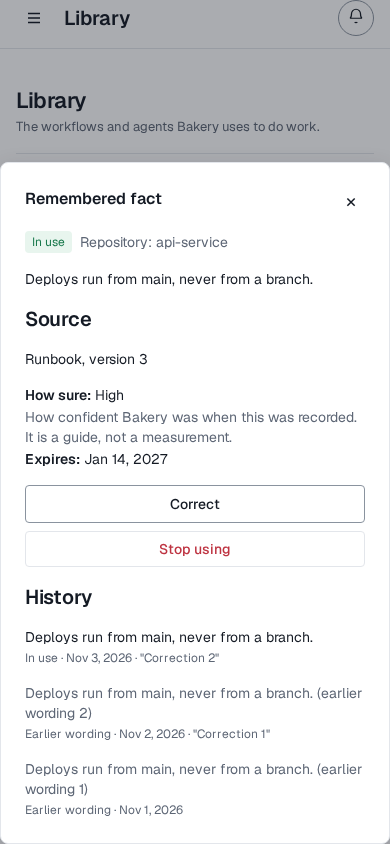 Library
Library
The workflows and agents Bakery uses to do work.
Remembered fact
In use Repository: api-service
Deploys run from main, never from a branch.
Source
Runbook, version 3
How sure: High
How confident Bakery was when this was recorded.
It is a guide, not a measurement.
Expires: Jan 14, 2027
Correct
Stop using
History
Deploys run from main, never from a branch.
In use · Nov 3, 2026 · "Correction 2"
Deploys run from main, never from a branch. (earlier
wording 2)
Earlier wording · Nov 2, 2026 · "Correction 1"
Deploys run from main, never from a branch. (earlier
wording 1)
Earlier wording · Nov 1, 2026